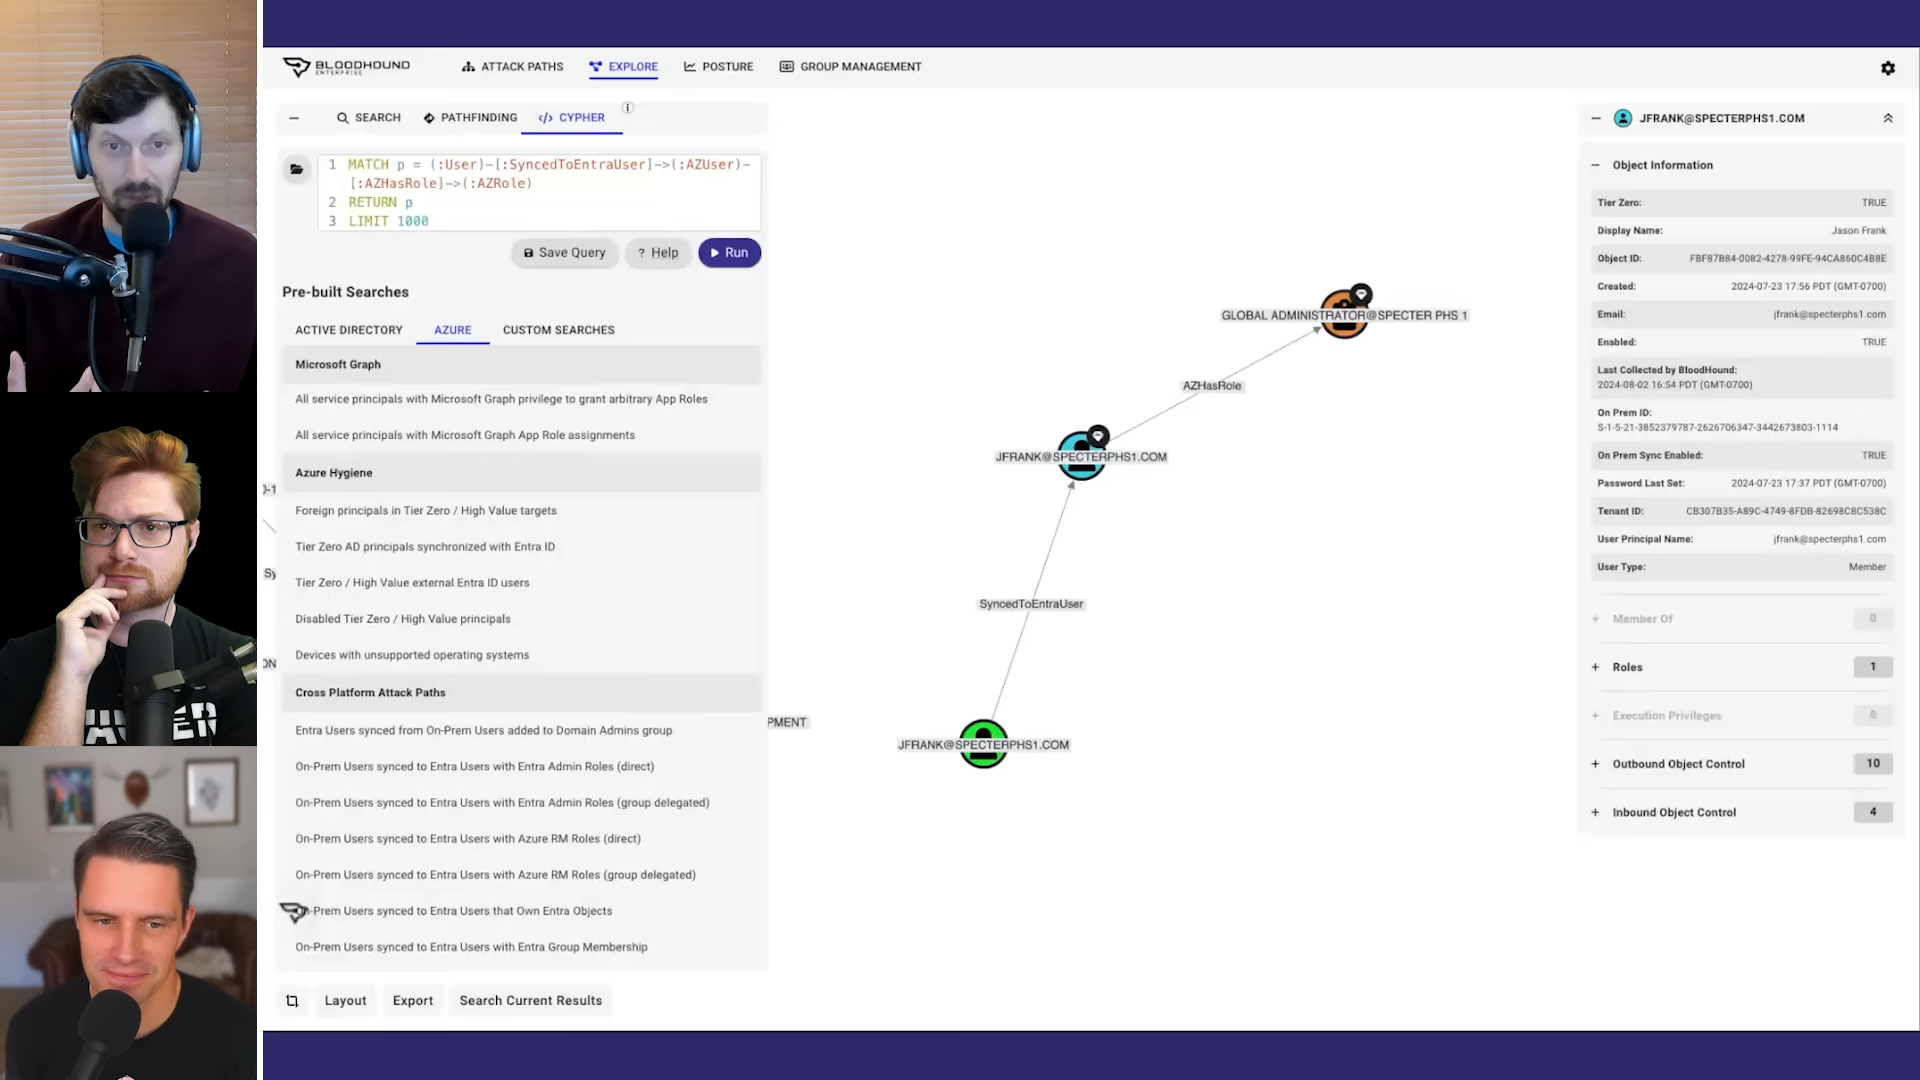 BLOODHOUND
ENTERPRISE
ATTACK PATHS
EXPLORE
POSTURE
GROUP MANAGEMENT
SEARCH
PATHFINDING
</> CYPHER
1 MATCH p = (:User)-[:SyncedToEntraUser]->(:AZUser)-
[:AZHasRole]->(:AZRole)
2 RETURN p
3 LIMIT 1000
Save Query
? Help
Run
Pre-built Searches
ACTIVE DIRECTORY
AZURE
CUSTOM SEARCHES
Microsoft Graph
All service principals with Microsoft Graph privilege to grant arbitrary App Roles
All service principals with Microsoft Graph App Role assignments
Azure Hygiene
Foreign principals in Tier Zero / High Value targets
Tier Zero AD principals synchronized with Entra ID
Tier Zero / High Value external Entra ID users
Disabled Tier Zero / High Value principals
Devices with unsupported operating systems
Cross Platform Attack Paths
Entra Users synced from On-Prem Users added to Domain Admins group
On-Prem Users synced to Entra Users with Entra Admin Roles (direct)
On-Prem Users synced to Entra Users with Entra Admin Roles (group delegated)
On-Prem Users synced to Entra Users with Azure RM Roles (direct)
On-Prem Users synced to Entra Users with Azure RM Roles (group delegated)
On-Prem Users synced to Entra Users that Own Entra Objects
On-Prem Users synced to Entra Users with Entra Group Membership
Layout
Export
Search Current Results
GLOBAL ADMINISTRATOR@SPECTER PHS 1
AZHasRole
JFRANK@SPECTERPHS1.COM
SyncedToEntraUser
PMENT
JFRANK@SPECTERPHS1.COM
JFRANK@SPECTERPHS1.COM
Object Information
Tier Zero: TRUE
Display Name: Jason Frank
Object ID: FBF87B84-0082-4278-99FE-94CA860C4B8E
Created: 2024-07-23 17:56 PDT (GMT-0700)
Email: jfrank@specterphs1.com
Enabled: TRUE
Last Collected by BloodHound:
2024-08-02 16:54 PDT (GMT-0700)
On Prem ID:
S-1-5-21-3852379787-2626706347-3442673803-1114
On Prem Sync Enabled: TRUE
Password Last Set: 2024-07-23 17:37 PDT (GMT-0700)
Tenant ID: CB307B35-A89C-4749-8FDB-82698C8C538C
User Principal Name: jfrank@specterphs1.com
User Type: Member
Member Of 0
Roles 1
Execution Privileges 0
Outbound Object Control 10
Inbound Object Control 4